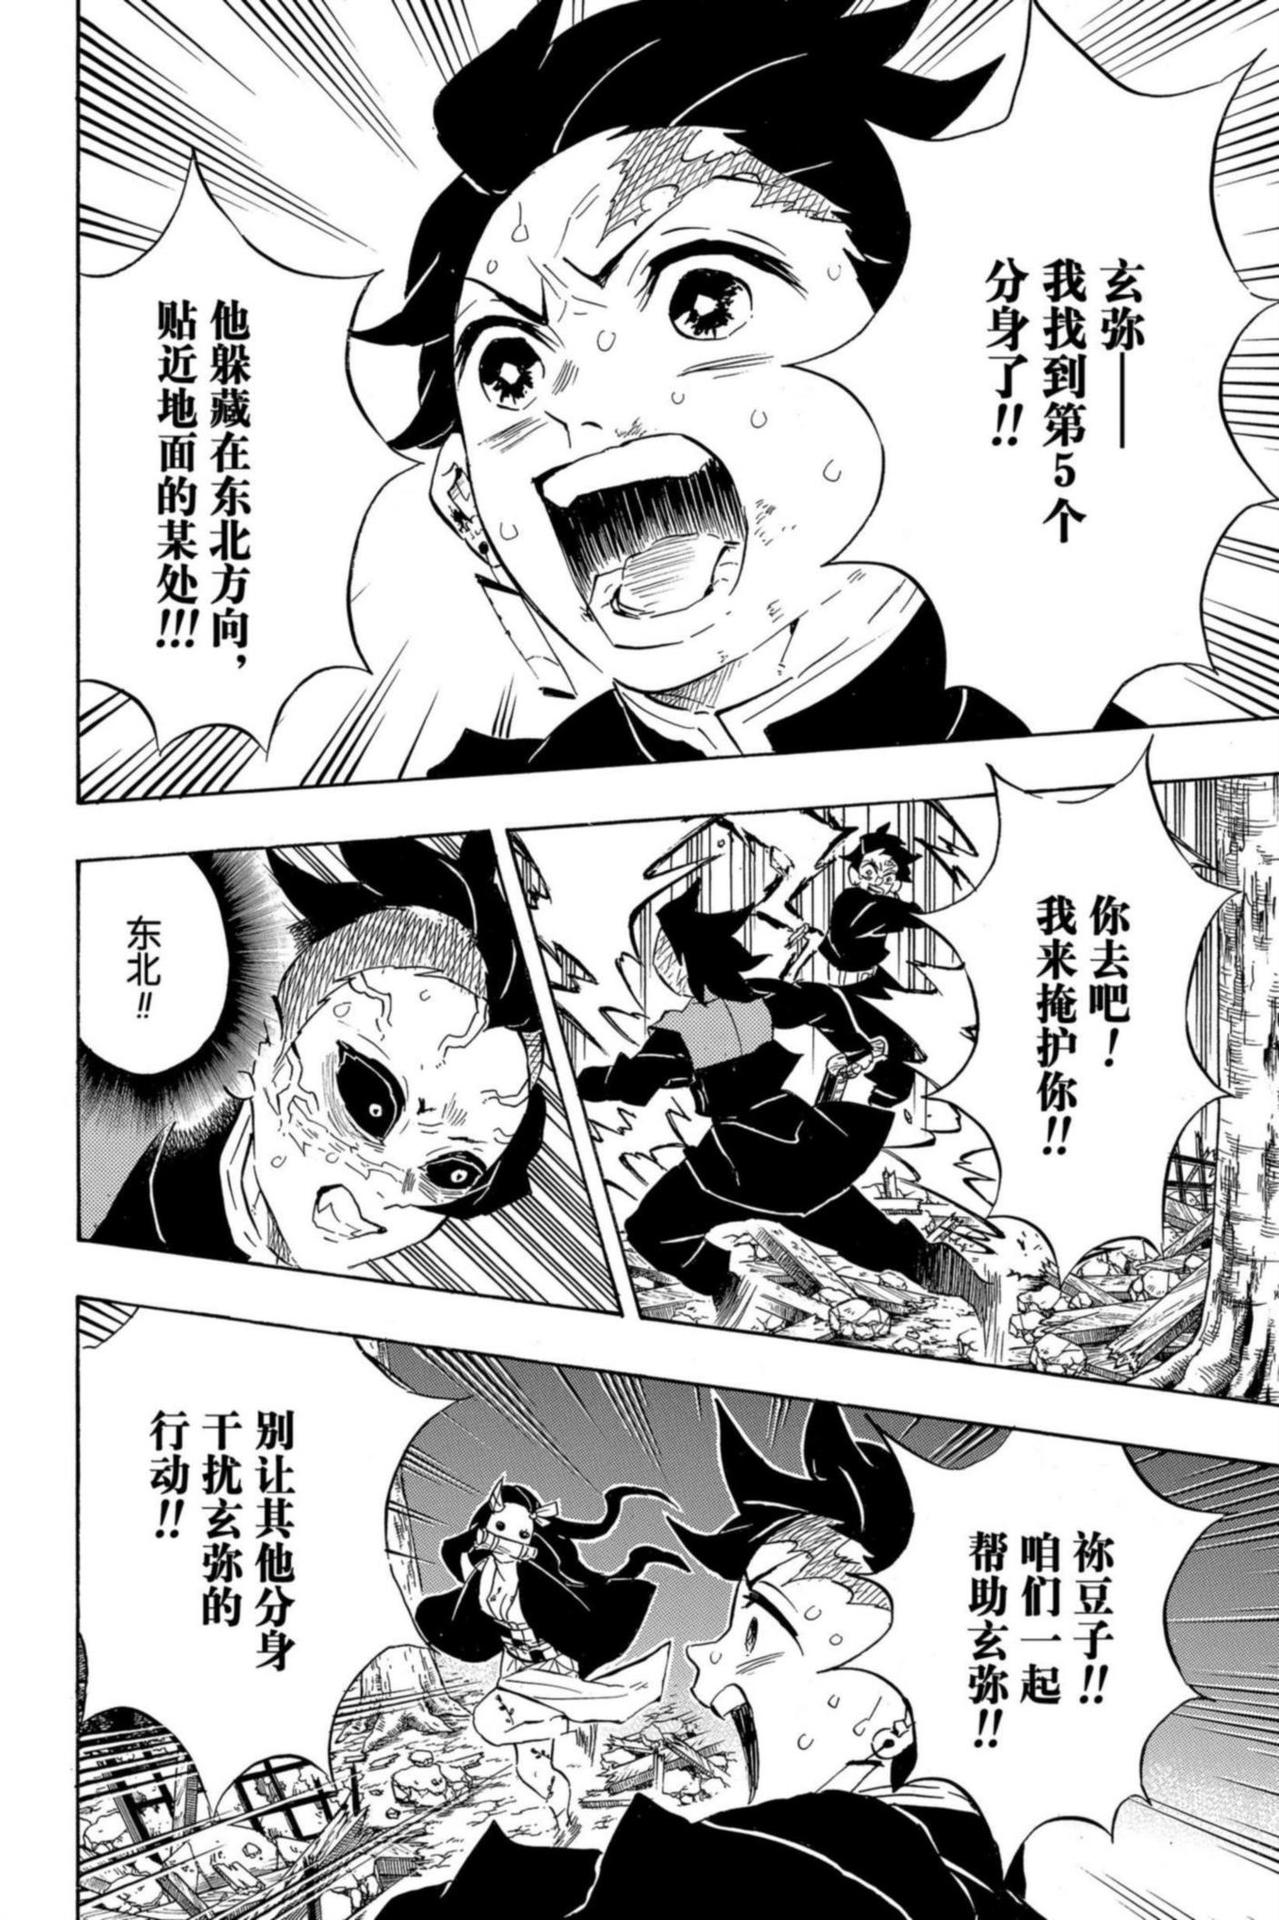 玄弥——
我找到第5个
分身了!!
他躲藏在东北方向，
贴近地面的某处!!!
你去吧！
我来掩护你!!
东北!!
祢豆子!!
咱们一起
帮助玄弥!!
别让其他分身
干扰玄弥的
行动!!